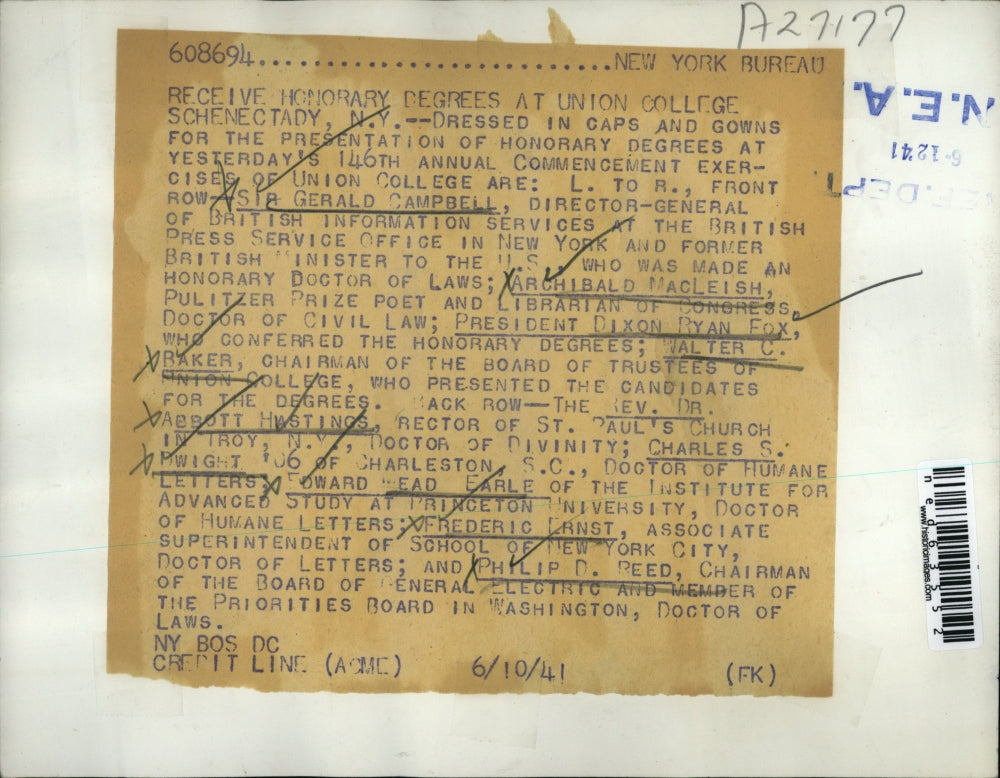 A27177
608694............................NEW YORK BUREAU
RECEIVE HONORARY DEGREES AT UNION COLLEGE
SCHENECTADY, N.Y.--DRESSED IN CAPS AND GOWNS
FOR THE PRESENTATION OF HONORARY DEGREES AT
YESTERDAY'S 146TH ANNUAL COMMENCEMENT EXER-
CISES OF UNION COLLEGE ARE: L. TO R., FRONT
ROW-SIR GERALD CAMPBELL, DIRECTOR-GENERAL
OF BRITISH INFORMATION SERVICES AT THE BRITISH
PRESS SERVICE OFFICE IN NEW YORK AND FORMER
BRITISH MINISTER TO THE U.S., WHO WAS MADE AN
HONORARY DOCTOR OF LAWS; ARCHIBALD MACLEISH,
PULITZER PRIZE POET AND LIBRARIAN OF CONGRESS,
DOCTOR OF CIVIL LAW; PRESIDENT DIXON RYAN FOX,
WHO CONFERRED THE HONORARY DEGREES; WALTER C.
BAKER, CHAIRMAN OF THE BOARD OF TRUSTEES OF
UNION COLLEGE, WHO PRESENTED THE CANDIDATES
FOR THE DEGREES. BACK ROW--THE REV. DR.
ABBOTT HASTINGS, RECTOR OF ST. PAUL'S CHURCH
IN TROY, N.Y., DOCTOR OF DIVINITY; CHARLES S.
DWIGHT '06 OF CHARLESTON, S.C., DOCTOR OF HUMANE
LETTERS; EDWARD MEAD EARLE OF THE INSTITUTE FOR
ADVANCED STUDY AT PRINCETON UNIVERSITY, DOCTOR
OF HUMANE LETTERS; FREDERIC ERNST, ASSOCIATE
SUPERINTENDENT OF SCHOOL OF NEW YORK CITY,
DOCTOR OF LETTERS; AND PHILIP D. REED, CHAIRMAN
OF THE BOARD OF GENERAL ELECTRIC AND MEMBER OF
THE PRIORITIES BOARD IN WASHINGTON, DOCTOR OF
LAWS.
NY BOS DC
CREDIT LINE (ACME) 6/10/41 (FK)
N.E.A.
6-12-41
REF. DEPT
www.historicimages.com
ned63552